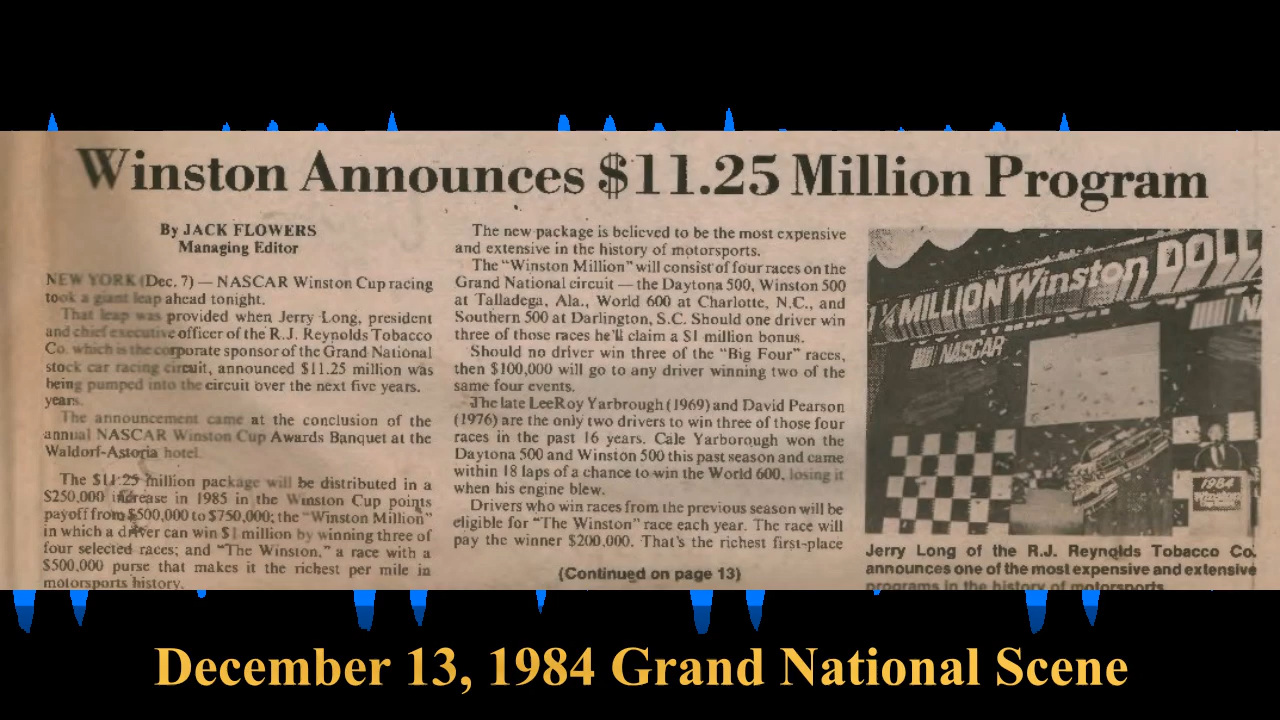 Winston Announces $11.25 Million Program
By JACK FLOWERS
Managing Editor
NEW YORK (Dec. 7) — NASCAR Winston Cup racing
took a giant leap ahead tonight.
That leap was provided when Jerry Long, president
and chief executive officer of the R.J. Reynolds Tobacco
Co. which is the corporate sponsor of the Grand National
stock car racing circuit, announced $11.25 million was
being pumped into the circuit over the next five years.
years.
The announcement came at the conclusion of the
annual NASCAR Winston Cup Awards Banquet at the
Waldorf-Astoria hotel.
The $11.25 million package will be distributed in a
$250,000 increase in 1985 in the Winston Cup points
payoff from $500,000 to $750,000; the "Winston Million"
in which a driver can win $1 million by winning three of
four selected races; and "The Winston," a race with a
$500,000 purse that makes it the richest per mile in
motorsports history.
The new package is believed to be the most expensive
and extensive in the history of motorsports.
The "Winston Million" will consist of four races on the
Grand National circuit — the Daytona 500, Winston 500
at Talladega, Ala., World 600 at Charlotte, N.C., and
Southern 500 at Darlington, S.C. Should one driver win
three of those races he'll claim a $1 million bonus.
Should no driver win three of the "Big Four" races,
then $100,000 will go to any driver winning two of the
same four events.
The late LeeRoy Yarbrough (1969) and David Pearson
(1976) are the only two drivers to win three of those four
races in the past 16 years. Cale Yarborough won the
Daytona 500 and Winston 500 this past season and came
within 18 laps of a chance to win the World 600, losing it
when his engine blew.
Drivers who win races from the previous season will be
eligible for "The Winston" race each year. The race will
pay the winner $200,000. That's the richest first-place
(Continued on page 13)
MILLION Winston DOLL
NASCAR
NA
1984
Jerry Long of the R.J. Reynolds Tobacco Co.
announces one of the most expensive and extensive
programs in the history of motorsports
December 13, 1984 Grand National Scene